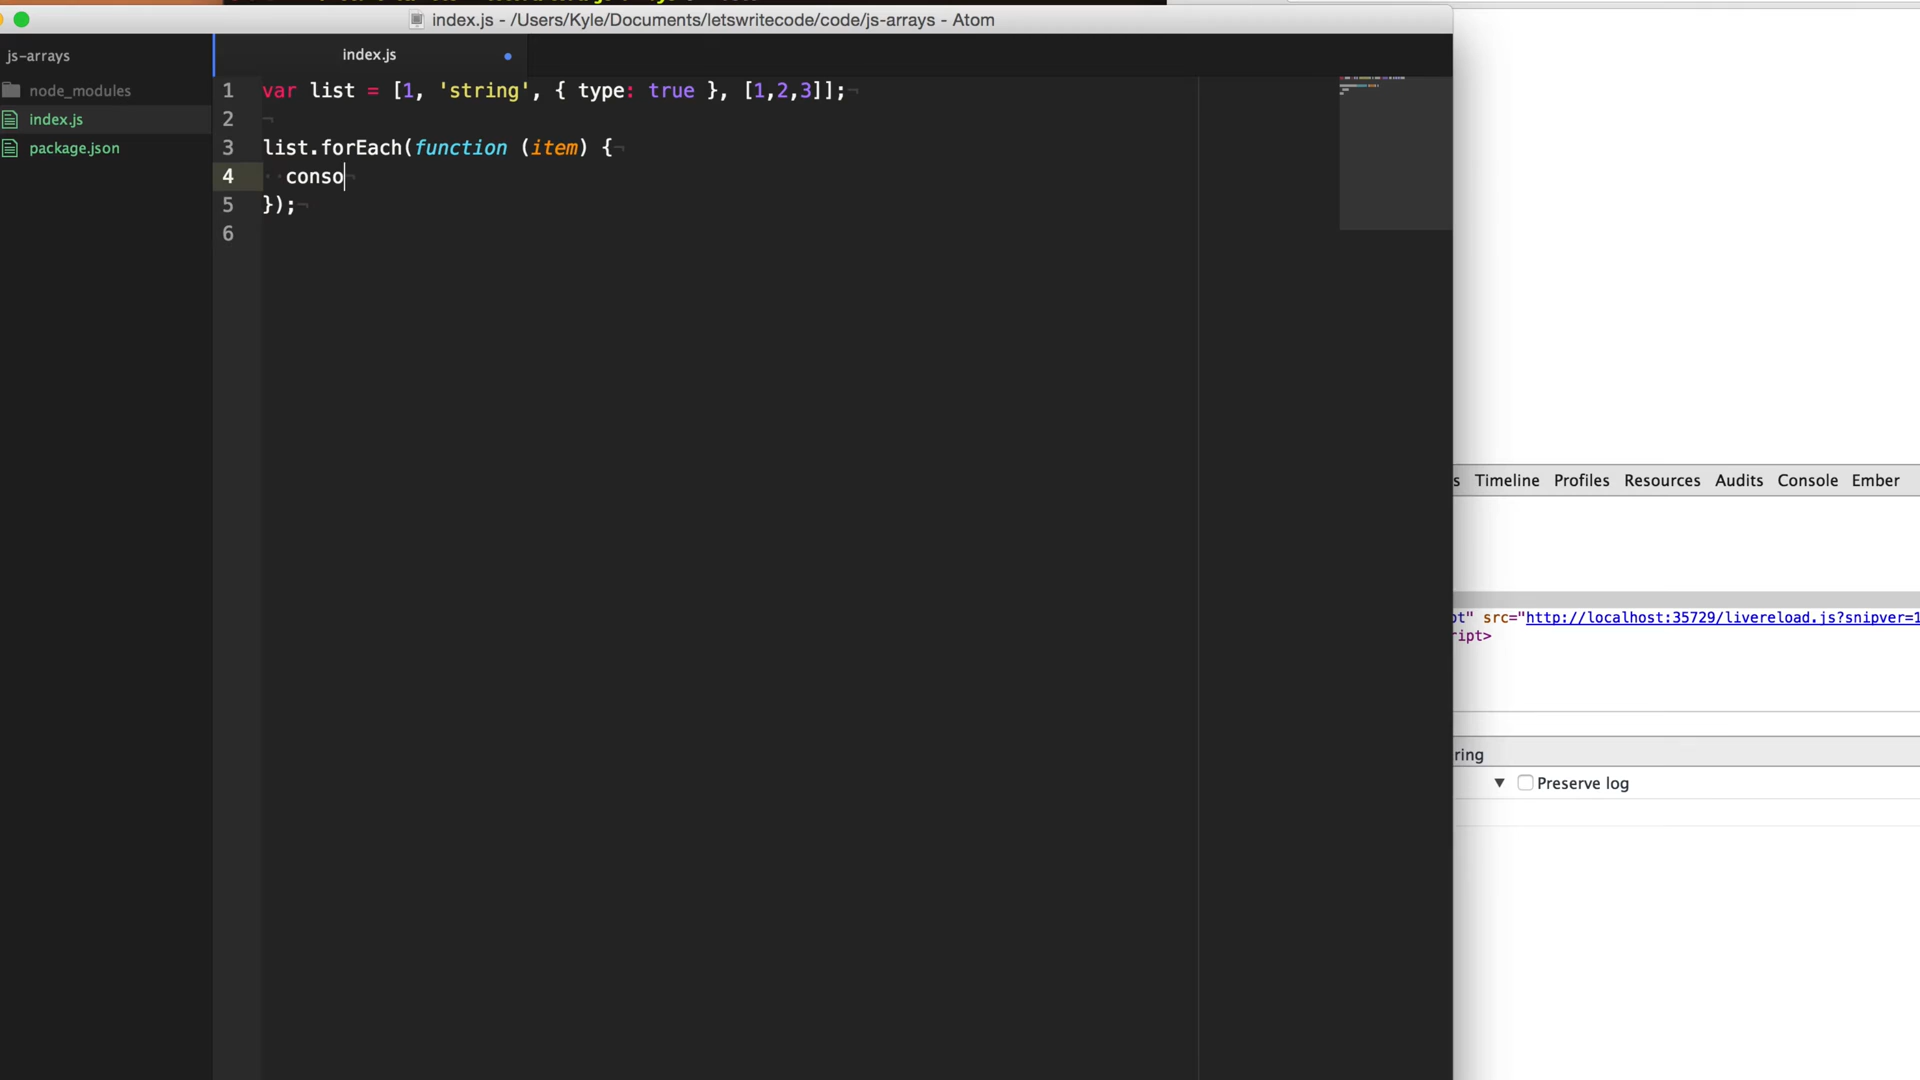 index.js - /Users/Kyle/Documents/letswritecode/code/js-arrays - Atom
js-arrays
index.js
node_modules
index.js
package.json
1 var list = [1, 'string', { type: true }, [1,2,3]];¬
2 ¬
3 list.forEach(function (item) {¬
4 ··conso¬
5 });¬
6
s Timeline Profiles Resources Audits Console Ember
pt" src="http://localhost:35729/livereload.js?snipver=1
ript>
ring
▼ Preserve log